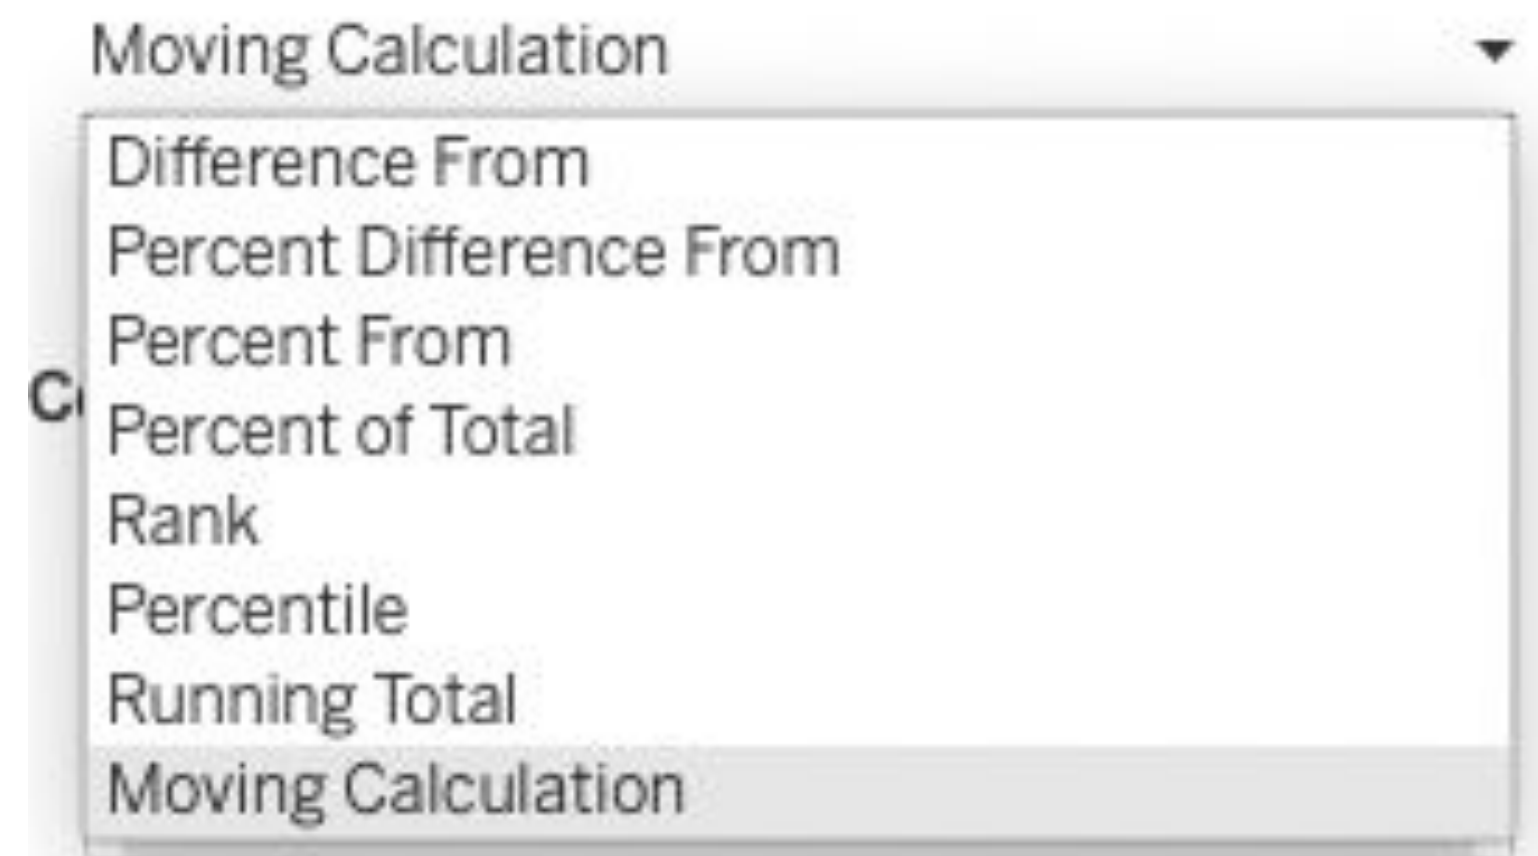 Moving Calculation
Difference From
Percent Difference From
Percent From
Percent of Total
Rank
Percentile
Running Total
Moving Calculation